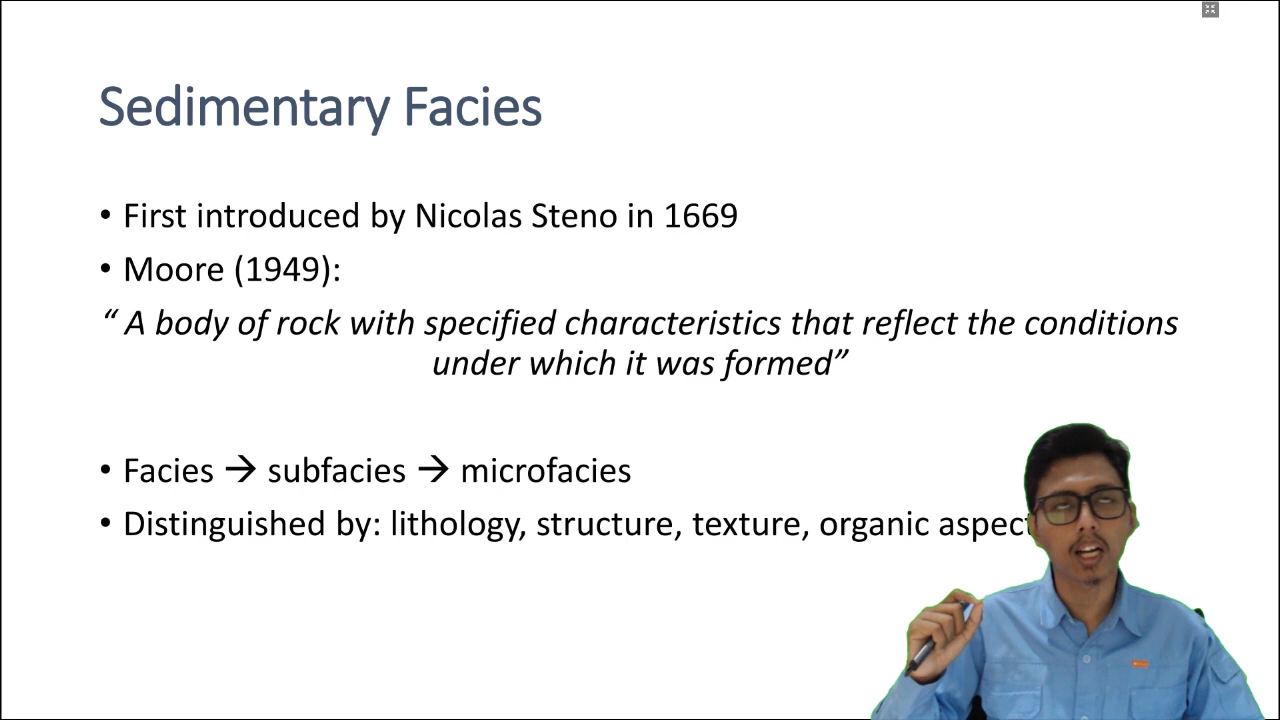 Sedimentary Facies
• First introduced by Nicolas Steno in 1669
• Moore (1949):
“ A body of rock with specified characteristics that reflect the conditions
under which it was formed”
• Facies → subfacies → microfacies
• Distinguished by: lithology, structure, texture, organic aspect